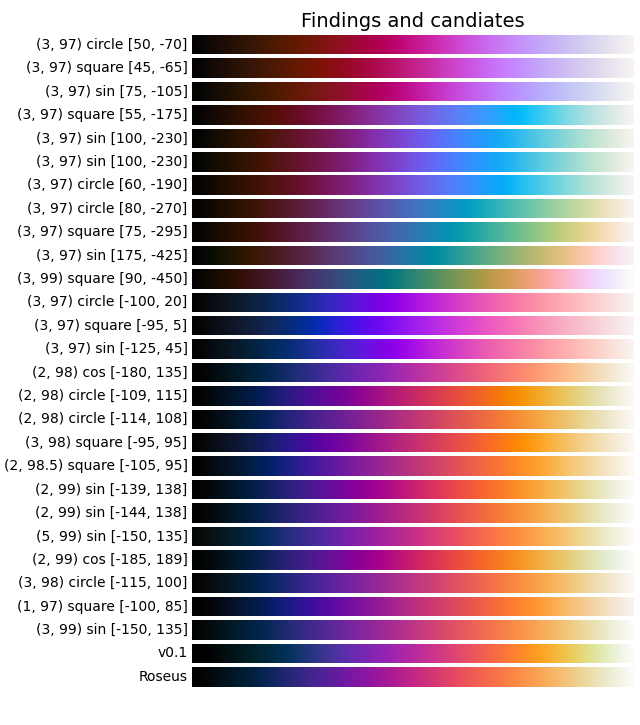 Findings and candiates
(3, 97) circle [50, -70]
(3, 97) square [45, -65]
(3, 97) sin [75, -105]
(3, 97) square [55, -175]
(3, 97) sin [100, -230]
(3, 97) sin [100, -230]
(3, 97) circle [60, -190]
(3, 97) circle [80, -270]
(3, 97) square [75, -295]
(3, 97) sin [175, -425]
(3, 99) square [90, -450]
(3, 97) circle [-100, 20]
(3, 97) square [-95, 5]
(3, 97) sin [-125, 45]
(2, 98) cos [-180, 135]
(2, 98) circle [-109, 115]
(2, 98) circle [-114, 108]
(3, 98) square [-95, 95]
(2, 98.5) square [-105, 95]
(2, 99) sin [-139, 138]
(2, 99) sin [-144, 138]
(5, 99) sin [-150, 135]
(2, 99) cos [-185, 189]
(3, 98) circle [-115, 100]
(1, 97) square [-100, 85]
(3, 99) sin [-150, 135]
v0.1
Roseus